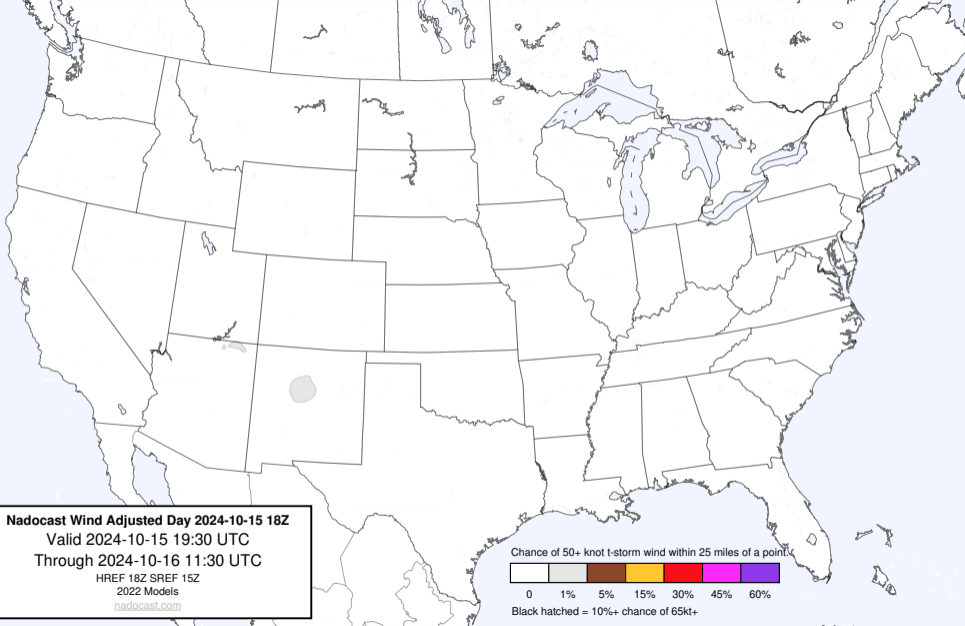 Nadocast Wind Adjusted Day 2024-10-15 18Z
Valid 2024-10-15 19:30 UTC
Through 2024-10-16 11:30 UTC
HREF 18Z SREF 15Z
2022 Models
nadocast.com
Chance of 50+ knot t-storm wind within 25 miles of a point.
0 1% 5% 15% 30% 45% 60%
Black hatched = 10%+ chance of 65kt+